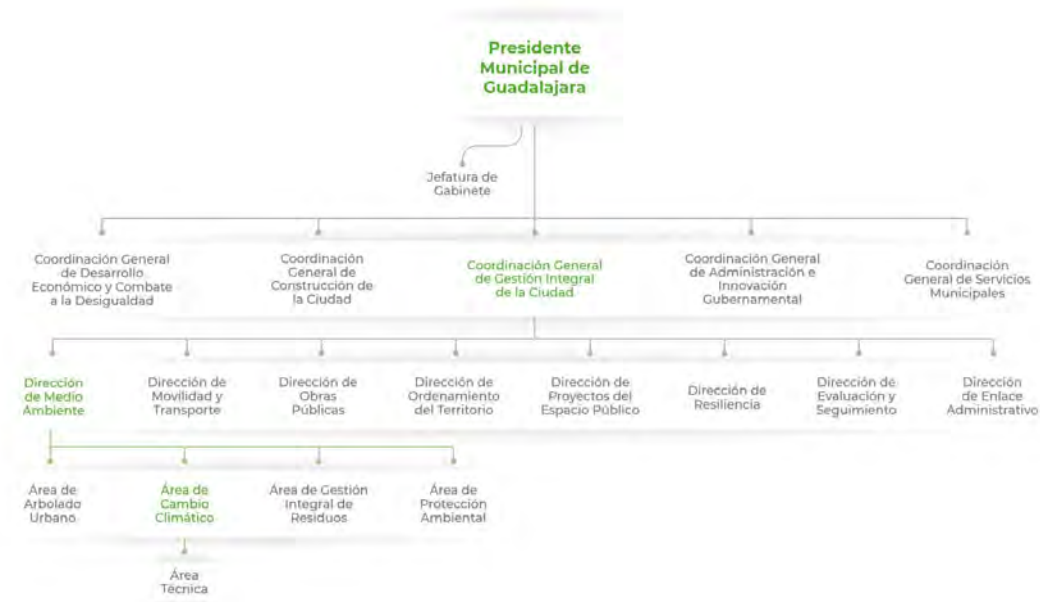 Presidente
Municipal de
Guadalajara
Jefatura de
Gabinete
Coordinación General
de Desarrollo
Económico y Combate
a la Desigualdad
Coordinación
General de
Construcción de
la Ciudad
Coordinación General
de Gestión Integral
de la Ciudad
Coordinación General
de Administración e
Innovación
Gubernamental
Coordinación
General de Servicios
Municipales
Dirección
de Medio
Ambiente
Dirección de
Movilidad y
Transporte
Dirección de
Obras
Públicas
Dirección de
Ordenamiento
del Territorio
Dirección de
Proyectos del
Espacio Público
Dirección de
Resiliencia
Dirección de
Evaluación y
Seguimiento
Dirección
de Enlace
Administrativo
Área de
Arbolado
Urbano
Área de
Cambio
Climático
Área de Gestión
Integral de
Residuos
Área de
Protección
Ambiental
Área
Técnica